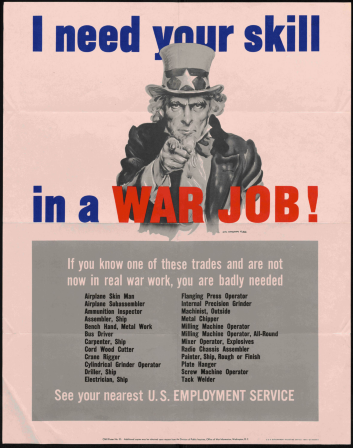 I need your skill
in a WAR JOB!
If you know one of these trades and are not
now in real war work, you are badly needed
Airplane Skin Man
Airplane Subassembler
Ammunition Inspector
Assembler, Ship
Bench Hand, Metal Work
Bus Driver
Carpenter, Ship
Cord Wood Cutter
Crane Rigger
Cylindrical Grinder Operator
Driller, Ship
Electrician, Ship
Flanging Press Operator
Internal Precision Grinder
Machinist, Outside
Metal Chipper
Milling Machine Operator
Milling Machine Operator, All-Round
Mixer Operator, Explosives
Radio Chassis Assembler
Painter, Ship, Rough or Finish
Plate Hanger
Screw Machine Operator
Tack Welder
See your nearest U. S. EMPLOYMENT SERVICE